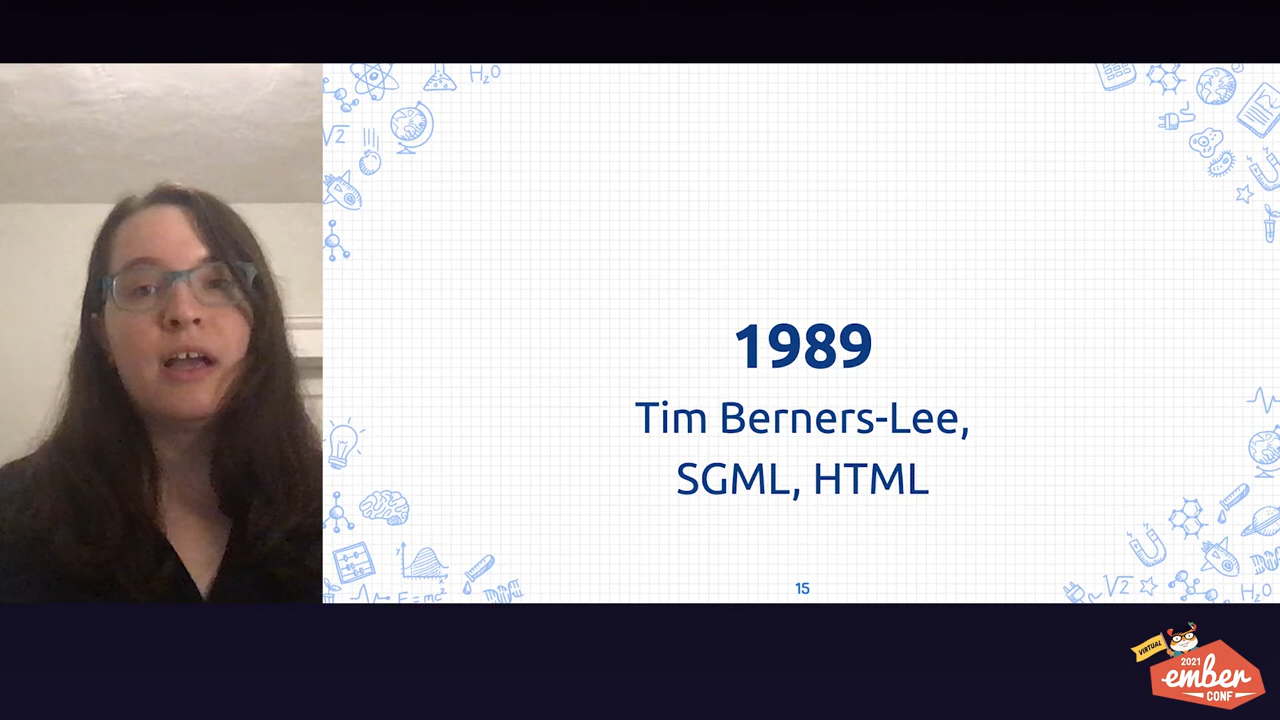 H₂O
√2
1989
Tim Berners-Lee,
SGML, HTML
y
x
E=mc²
√2
H₂O
15
VIRTUAL
2021
ember
CONF